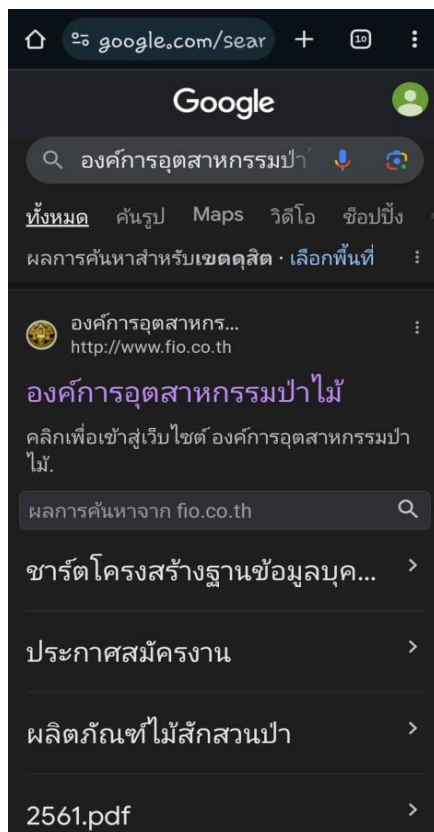 google.com/sear
10
Google
องค์การอุตสาหกรรมป่า
ทั้งหมด ค้นรูป Maps วิดีโอ ช็อปปิ้ง
ผลการค้นหาสำหรับเขตดุสิต · เลือกพื้นที่
องค์การอุตสาหกร...
http://www.fio.co.th
องค์การอุตสาหกรรมป่าไม้
คลิกเพื่อเข้าสู่เว็บไซต์ องค์การอุตสาหกรรมป่า
ไม้.
ผลการค้นหาจาก fio.co.th
ชาร์ตโครงสร้างฐานข้อมูลบุค...
ประกาศสมัครงาน
ผลิตภัณฑ์ไม้สักสวนป่า
2561.pdf